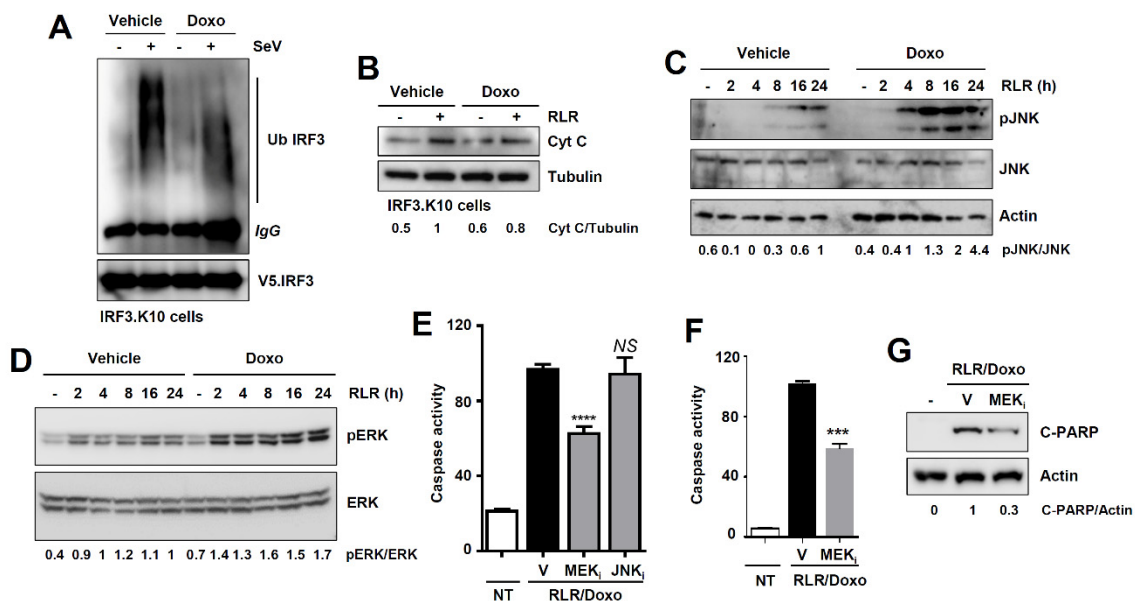 A
Vehicle Doxo
- + - + SeV
Ub IRF3
IgG
V5.IRF3
IRF3.K10 cells
B
Vehicle Doxo
- + - + RLR
Cyt C
Tubulin
IRF3.K10 cells
0.5 1 0.6 0.8 Cyt C/Tubulin
C
Vehicle Doxo
- 2 4 8 16 24 - 2 4 8 16 24 RLR (h)
pJNK
JNK
Actin
0.6 0.1 0 0.3 0.6 1 0.4 0.4 1 1.3 2 4.4 pJNK/JNK
D
Vehicle Doxo
- 2 4 8 16 24 - 2 4 8 16 24 RLR (h)
pERK
ERK
0.4 0.9 1 1.2 1.1 1 0.7 1.4 1.3 1.6 1.5 1.7 pERK/ERK
E
Caspase activity
120
80
40
0
****
NS
V MEKi JNKi
NT RLR/Doxo
F
Caspase activity
120
80
40
0
***
V MEKi
NT RLR/Doxo
G
RLR/Doxo
- V MEKi
C-PARP
Actin
0 1 0.3 C-PARP/Actin